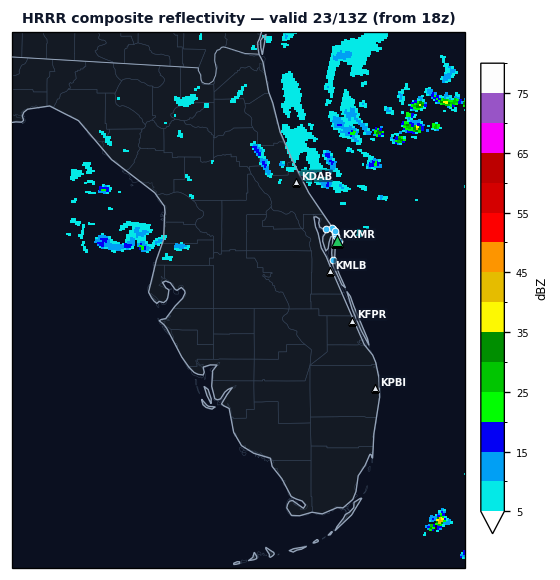 HRRR composite reflectivity — valid 23/13Z (from 18z)
75
65
55
45
35
25
15
5
dBZ
KDAB
KXMR
KMLB
KFPR
KPBI